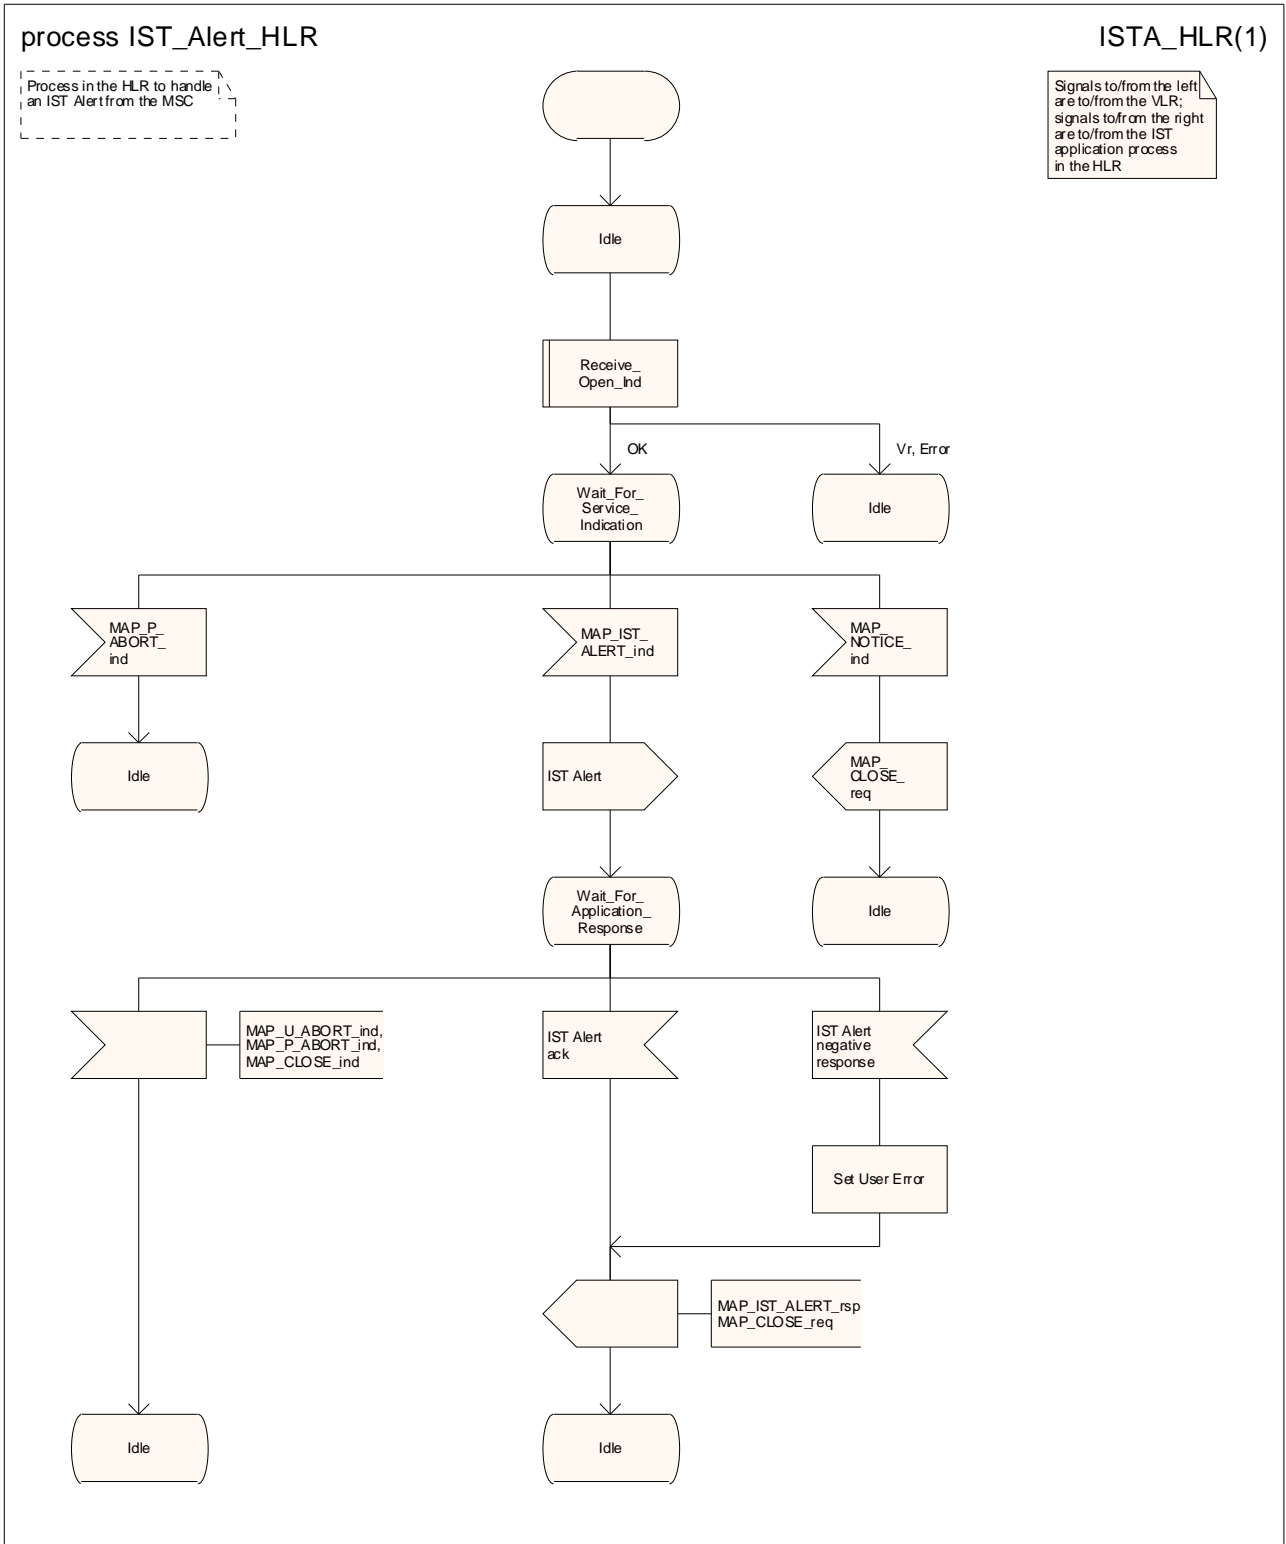 process IST_Alert_HLR
ISTA_HLR(1)
Process in the HLR to handle
an IST Alert from the MSC
Signals to/from the left
are to/from the VLR;
signals to/from the right
are to/from the IST
application process
in the HLR
Idle
Receive_
Open_Ind
OK
Vr, Error
Wait_For_
Service_
Indication
Idle
MAP_P_
ABORT_
ind
MAP_IST_
ALERT_ind
MAP_
NOTICE_
ind
Idle
IST Alert
MAP_
CLOSE_
req
Wait_For_
Application_
Response
Idle
MAP_U_ABORT_ind,
MAP_P_ABORT_ind,
MAP_CLOSE_ind
IST Alert
ack
IST Alert
negative
response
Set User Error
MAP_IST_ALERT_rsp
MAP_CLOSE_req
Idle
Idle